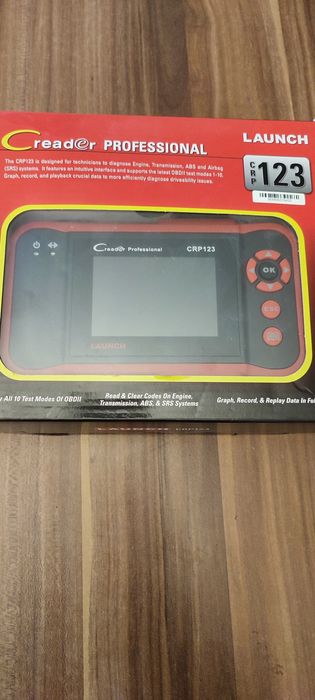 Creader PROFESSIONAL
LAUNCH
CRP 123
The CRP123 is designed for technicians to diagnose Engine, Transmission, ABS and Airbag
(SRS) systems. It features an intuitive interface and supports the latest OBDII test modes 1-10.
Graph, record, and playback crucial data to more efficiently diagnose driveability issues.
Creader Professional CRP123
OK
ESC
LAUNCH
All 10 Test Modes Of OBDII
Read & Clear Codes On Engine,
Transmission, ABS, & SRS Systems
Graph, Record, & Replay Data In
LAUNCH